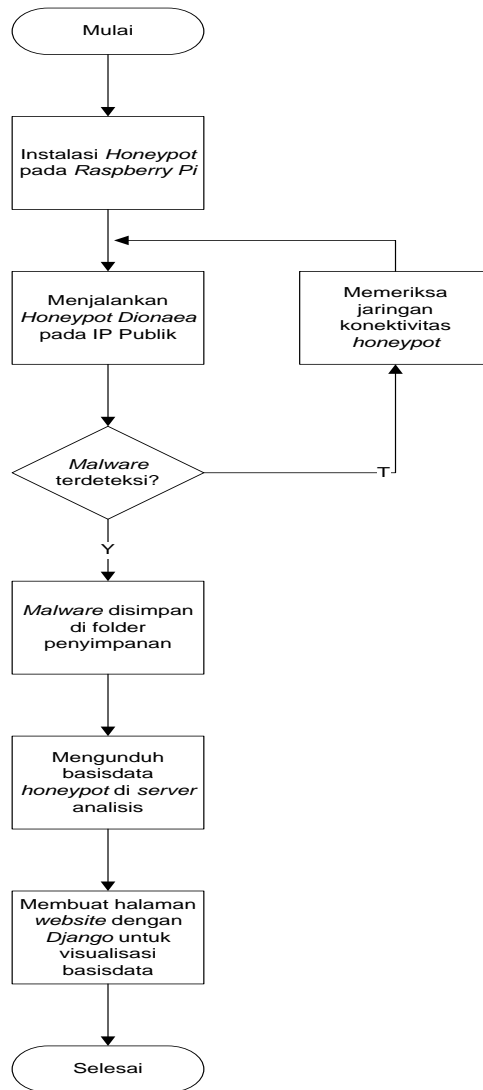 Mulai
Instalasi Honeypot
pada Raspberry Pi
Menjalankan
Honeypot Dionaea
pada IP Publik
Memeriksa
jaringan
konektivitas
honeypot
Malware
terdeteksi?
T
Y
Malware disimpan
di folder
penyimpanan
Mengunduh
basisdata
honeypot di server
analisis
Membuat halaman
website dengan
Django untuk
visualisasi
basisdata
Selesai